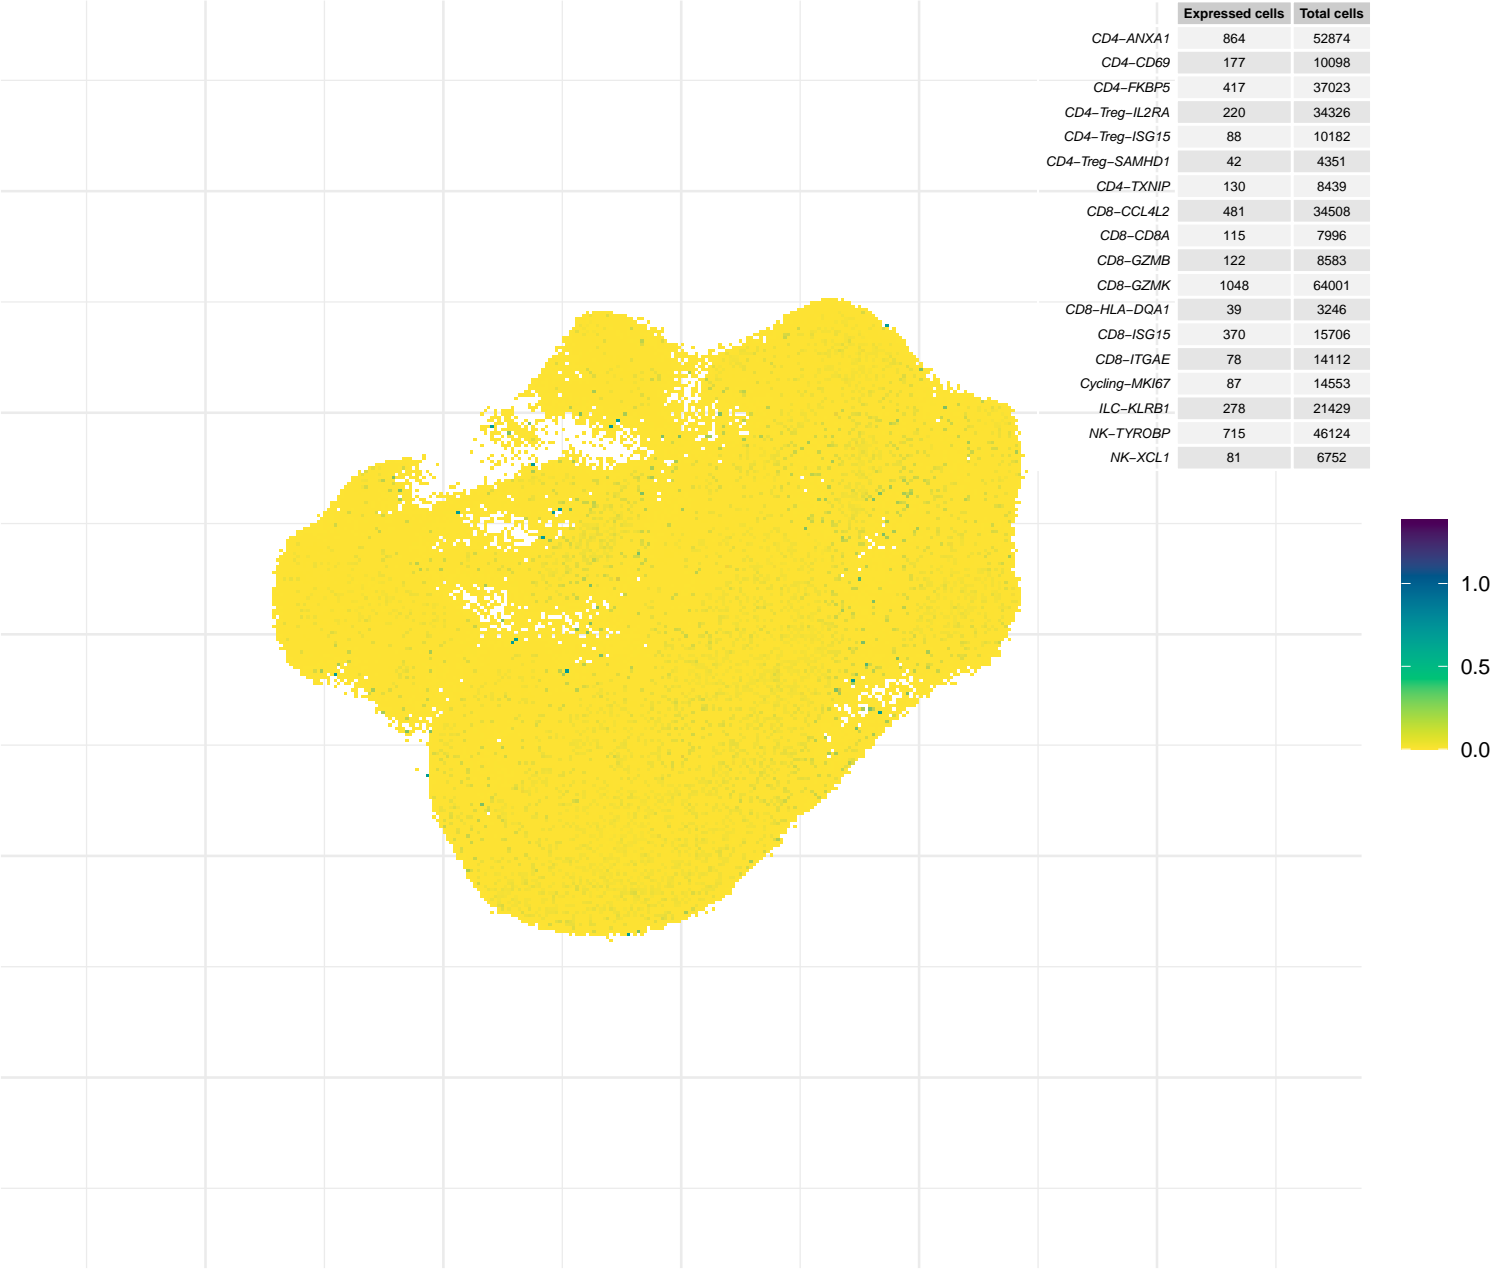 Expressed cells Total cells
CD4−ANXA1 864 52874
CD4−CD69 177 10098
CD4−FKBP5 417 37023
CD4−Treg−IL2RA 220 34326
CD4−Treg−ISG15 88 10182
CD4−Treg−SAMHD1 42 4351
CD4−TXNIP 130 8439
CD8−CCL4L2 481 34508
CD8−CD8A 115 7996
CD8−GZMB 122 8583
CD8−GZMK 1048 64001
CD8−HLA−DQA1 39 3246
CD8−ISG15 370 15706
CD8−ITGAE 78 14112
Cycling−MKI67 87 14553
ILC−KLRB1 278 21429
NK−TYROBP 715 46124
NK−XCL1 81 6752
1.0
0.5
0.0